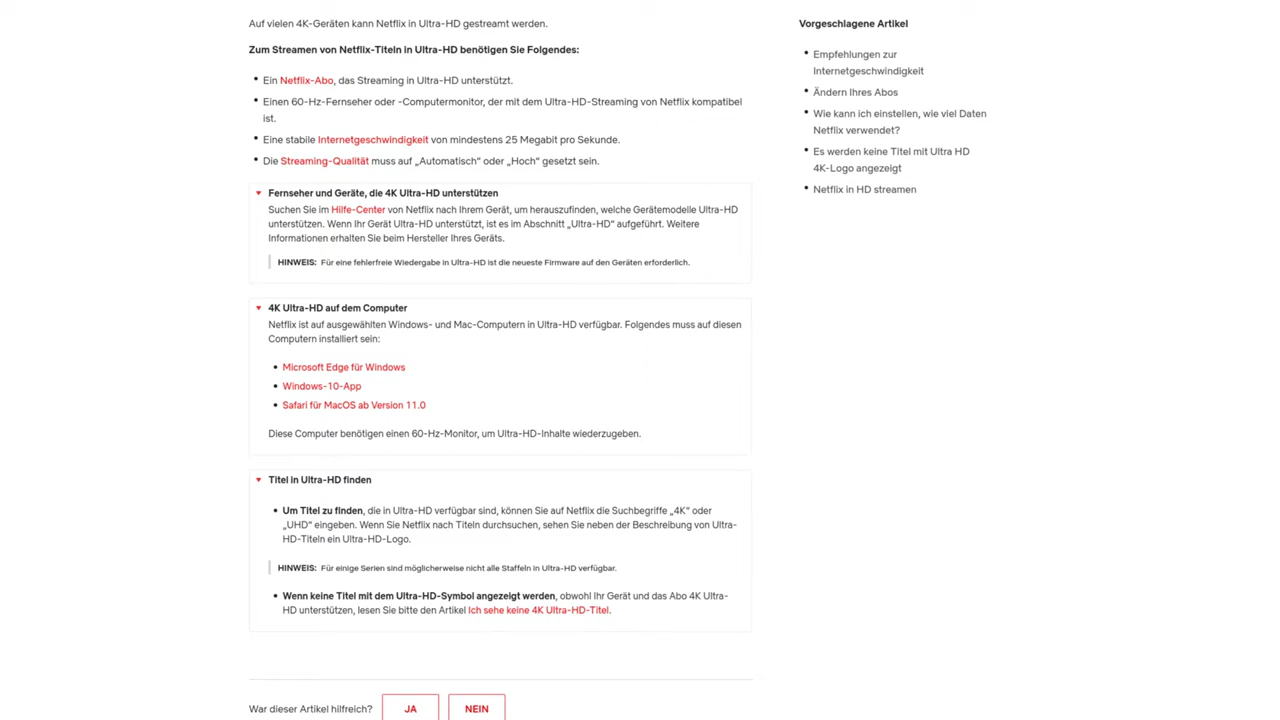 Auf vielen 4K-Geräten kann Netflix in Ultra-HD gestreamt werden.
Zum Streamen von Netflix-Titeln in Ultra-HD benötigen Sie Folgendes:
Ein Netflix-Abo, das Streaming in Ultra-HD unterstützt.
Einen 60-Hz-Fernseher oder -Computermonitor, der mit dem Ultra-HD-Streaming von Netflix kompatibel
ist.
Eine stabile Internetgeschwindigkeit von mindestens 25 Megabit pro Sekunde.
Die Streaming-Qualität muss auf „Automatisch“ oder „Hoch“ gesetzt sein.
Fernseher und Geräte, die 4K Ultra-HD unterstützen
Suchen Sie im Hilfe-Center von Netflix nach Ihrem Gerät, um herauszufinden, welche Gerätemodelle Ultra-HD
unterstützen. Wenn Ihr Gerät Ultra-HD unterstützt, ist es im Abschnitt „Ultra-HD“ aufgeführt. Weitere
Informationen erhalten Sie beim Hersteller Ihres Geräts.
HINWEIS: Für eine fehlerfreie Wiedergabe in Ultra-HD ist die neueste Firmware auf den Geräten erforderlich.
4K Ultra-HD auf dem Computer
Netflix ist auf ausgewählten Windows- und Mac-Computern in Ultra-HD verfügbar. Folgendes muss auf diesen
Computern installiert sein:
Microsoft Edge für Windows
Windows-10-App
Safari für MacOS ab Version 11.0
Diese Computer benötigen einen 60-Hz-Monitor, um Ultra-HD-Inhalte wiederzugeben.
Titel in Ultra-HD finden
Um Titel zu finden, die in Ultra-HD verfügbar sind, können Sie auf Netflix die Suchbegriffe „4K“ oder
„UHD“ eingeben. Wenn Sie Netflix nach Titeln durchsuchen, sehen Sie neben der Beschreibung von Ultra-
HD-Titeln ein Ultra-HD-Logo.
HINWEIS: Für einige Serien sind möglicherweise nicht alle Staffeln in Ultra-HD verfügbar.
Wenn keine Titel mit dem Ultra-HD-Symbol angezeigt werden, obwohl Ihr Gerät und das Abo 4K Ultra-
HD unterstützen, lesen Sie bitte den Artikel Ich sehe keine 4K Ultra-HD-Titel.
War dieser Artikel hilfreich? JA NEIN
Vorgeschlagene Artikel
Empfehlungen zur
Internetgeschwindigkeit
Ändern Ihres Abos
Wie kann ich einstellen, wie viel Daten
Netflix verwendet?
Es werden keine Titel mit Ultra HD
4K-Logo angezeigt
Netflix in HD streamen